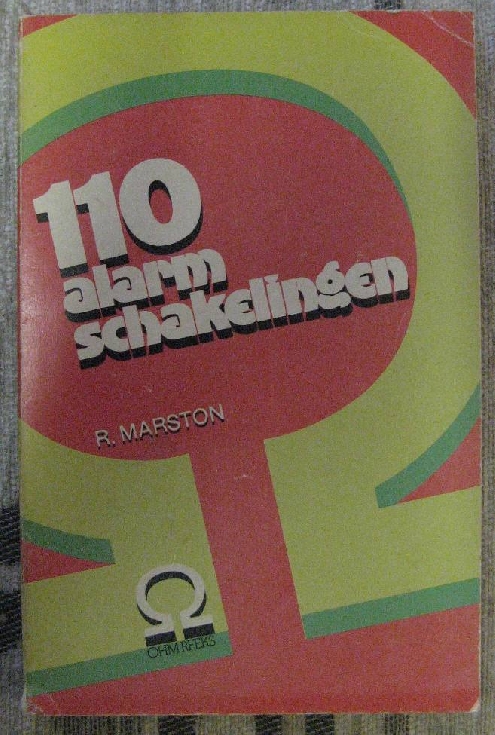 110
alarm
schakelingen
R. MARSTON
OHM REEKS